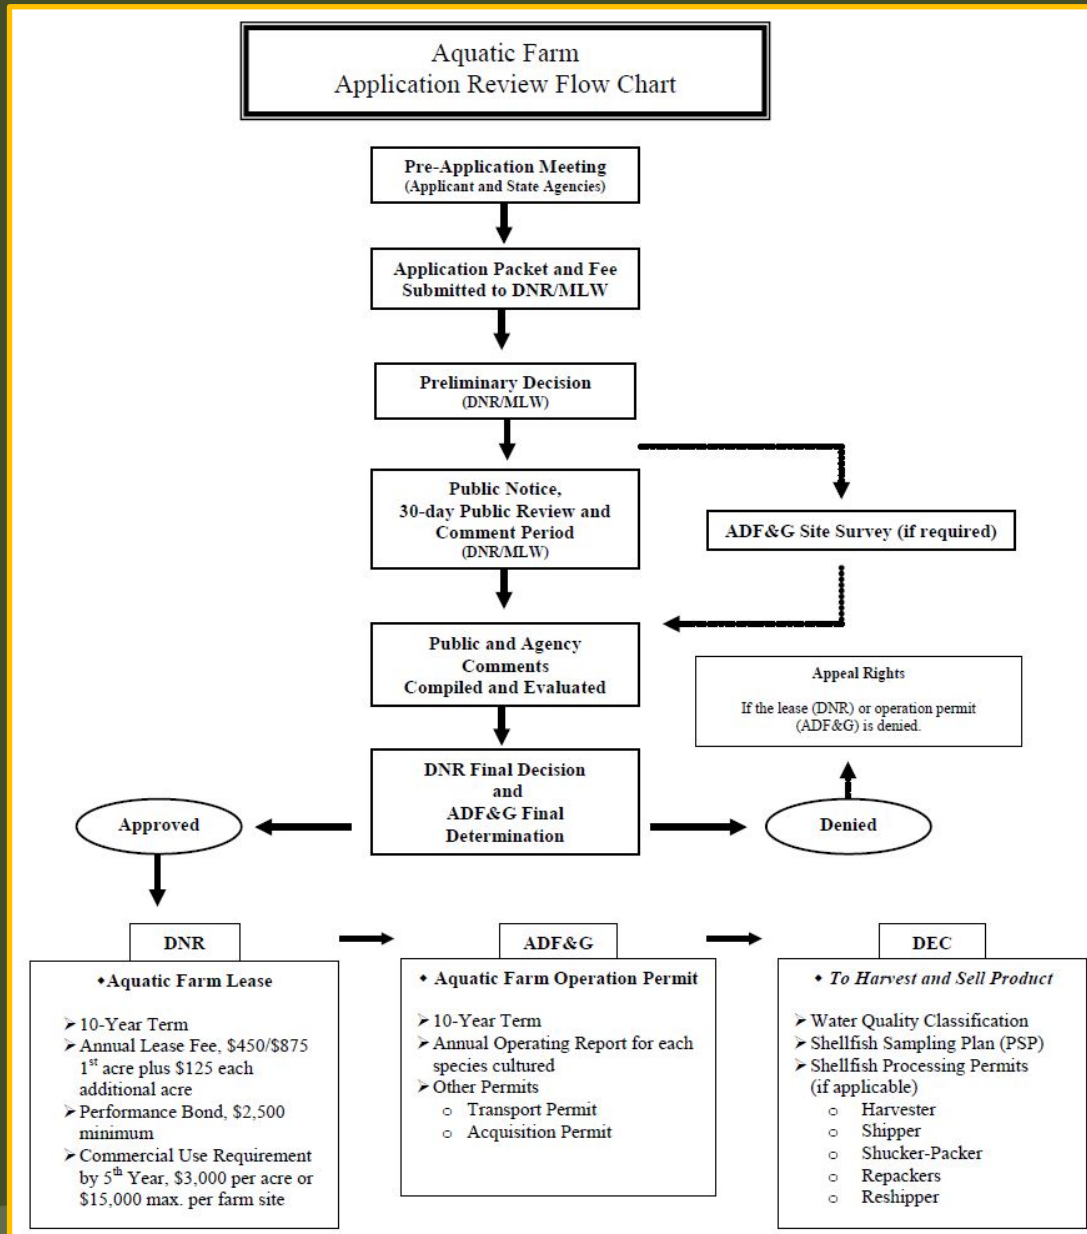 Aquatic Farm
Application Review Flow Chart
Pre-Application Meeting
(Applicant and State Agencies)
Application Packet and Fee
Submitted to DNR/MLW
Preliminary Decision
(DNR/MLW)
Public Notice,
30-day Public Review and
Comment Period
(DNR/MLW)
ADF&G Site Survey (if required)
Public and Agency
Comments
Compiled and Evaluated
Appeal Rights
If the lease (DNR) or operation permit
(ADF&G) is denied.
DNR Final Decision
and
ADF&G Final
Determination
Approved
Denied
DNR
◆Aquatic Farm Lease
➢ 10-Year Term
➢ Annual Lease Fee, $450/$875
1st acre plus $125 each
additional acre
➢ Performance Bond, $2,500
minimum
➢ Commercial Use Requirement
by 5th Year, $3,000 per acre or
$15,000 max. per farm site
ADF&G
◆ Aquatic Farm Operation Permit
➢ 10-Year Term
➢ Annual Operating Report for each
species cultured
➢ Other Permits
o Transport Permit
o Acquisition Permit
DEC
◆ To Harvest and Sell Product
➢ Water Quality Classification
➢ Shellfish Sampling Plan (PSP)
➢ Shellfish Processing Permits
(if applicable)
o Harvester
o Shipper
o Shucker-Packer
o Repackers
o Reshipper